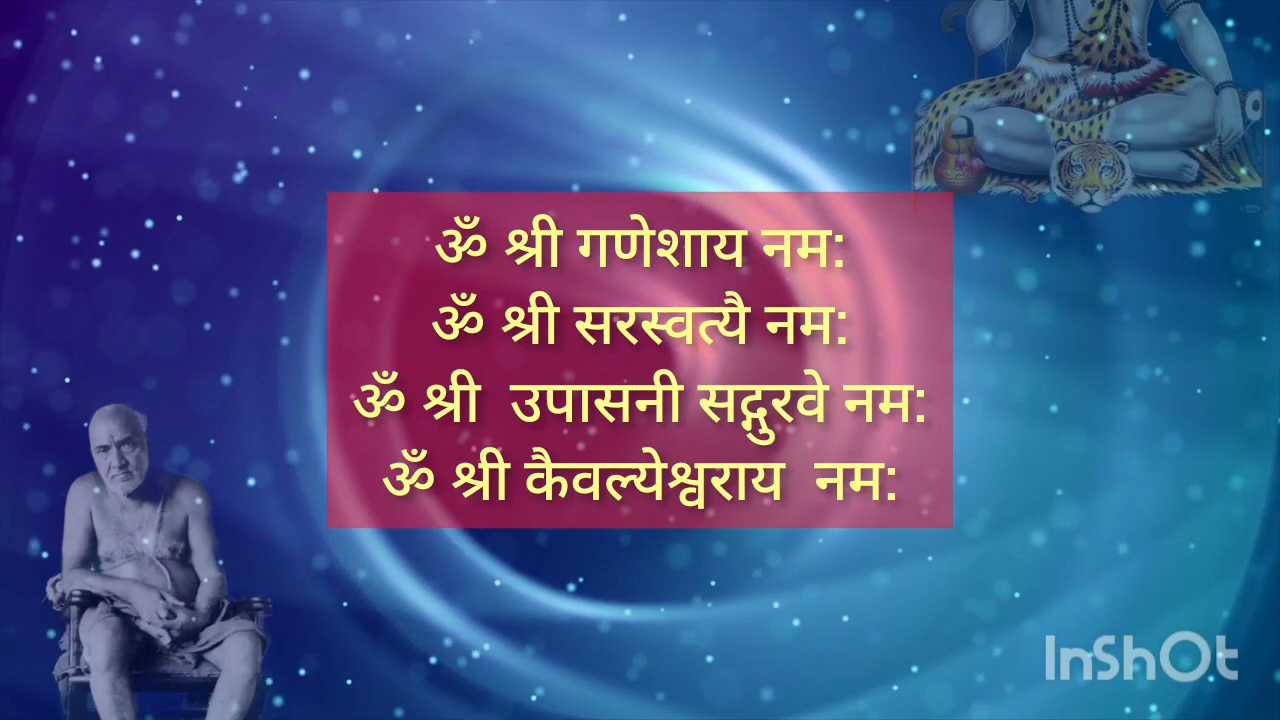 ॐ श्री गणेशाय नम:
ॐ श्री सरस्वत्यै नम:
ॐ श्री  उपासनी सद्गुरवे नम:
ॐ श्री कैवल्येश्वराय  नम:
InShOt